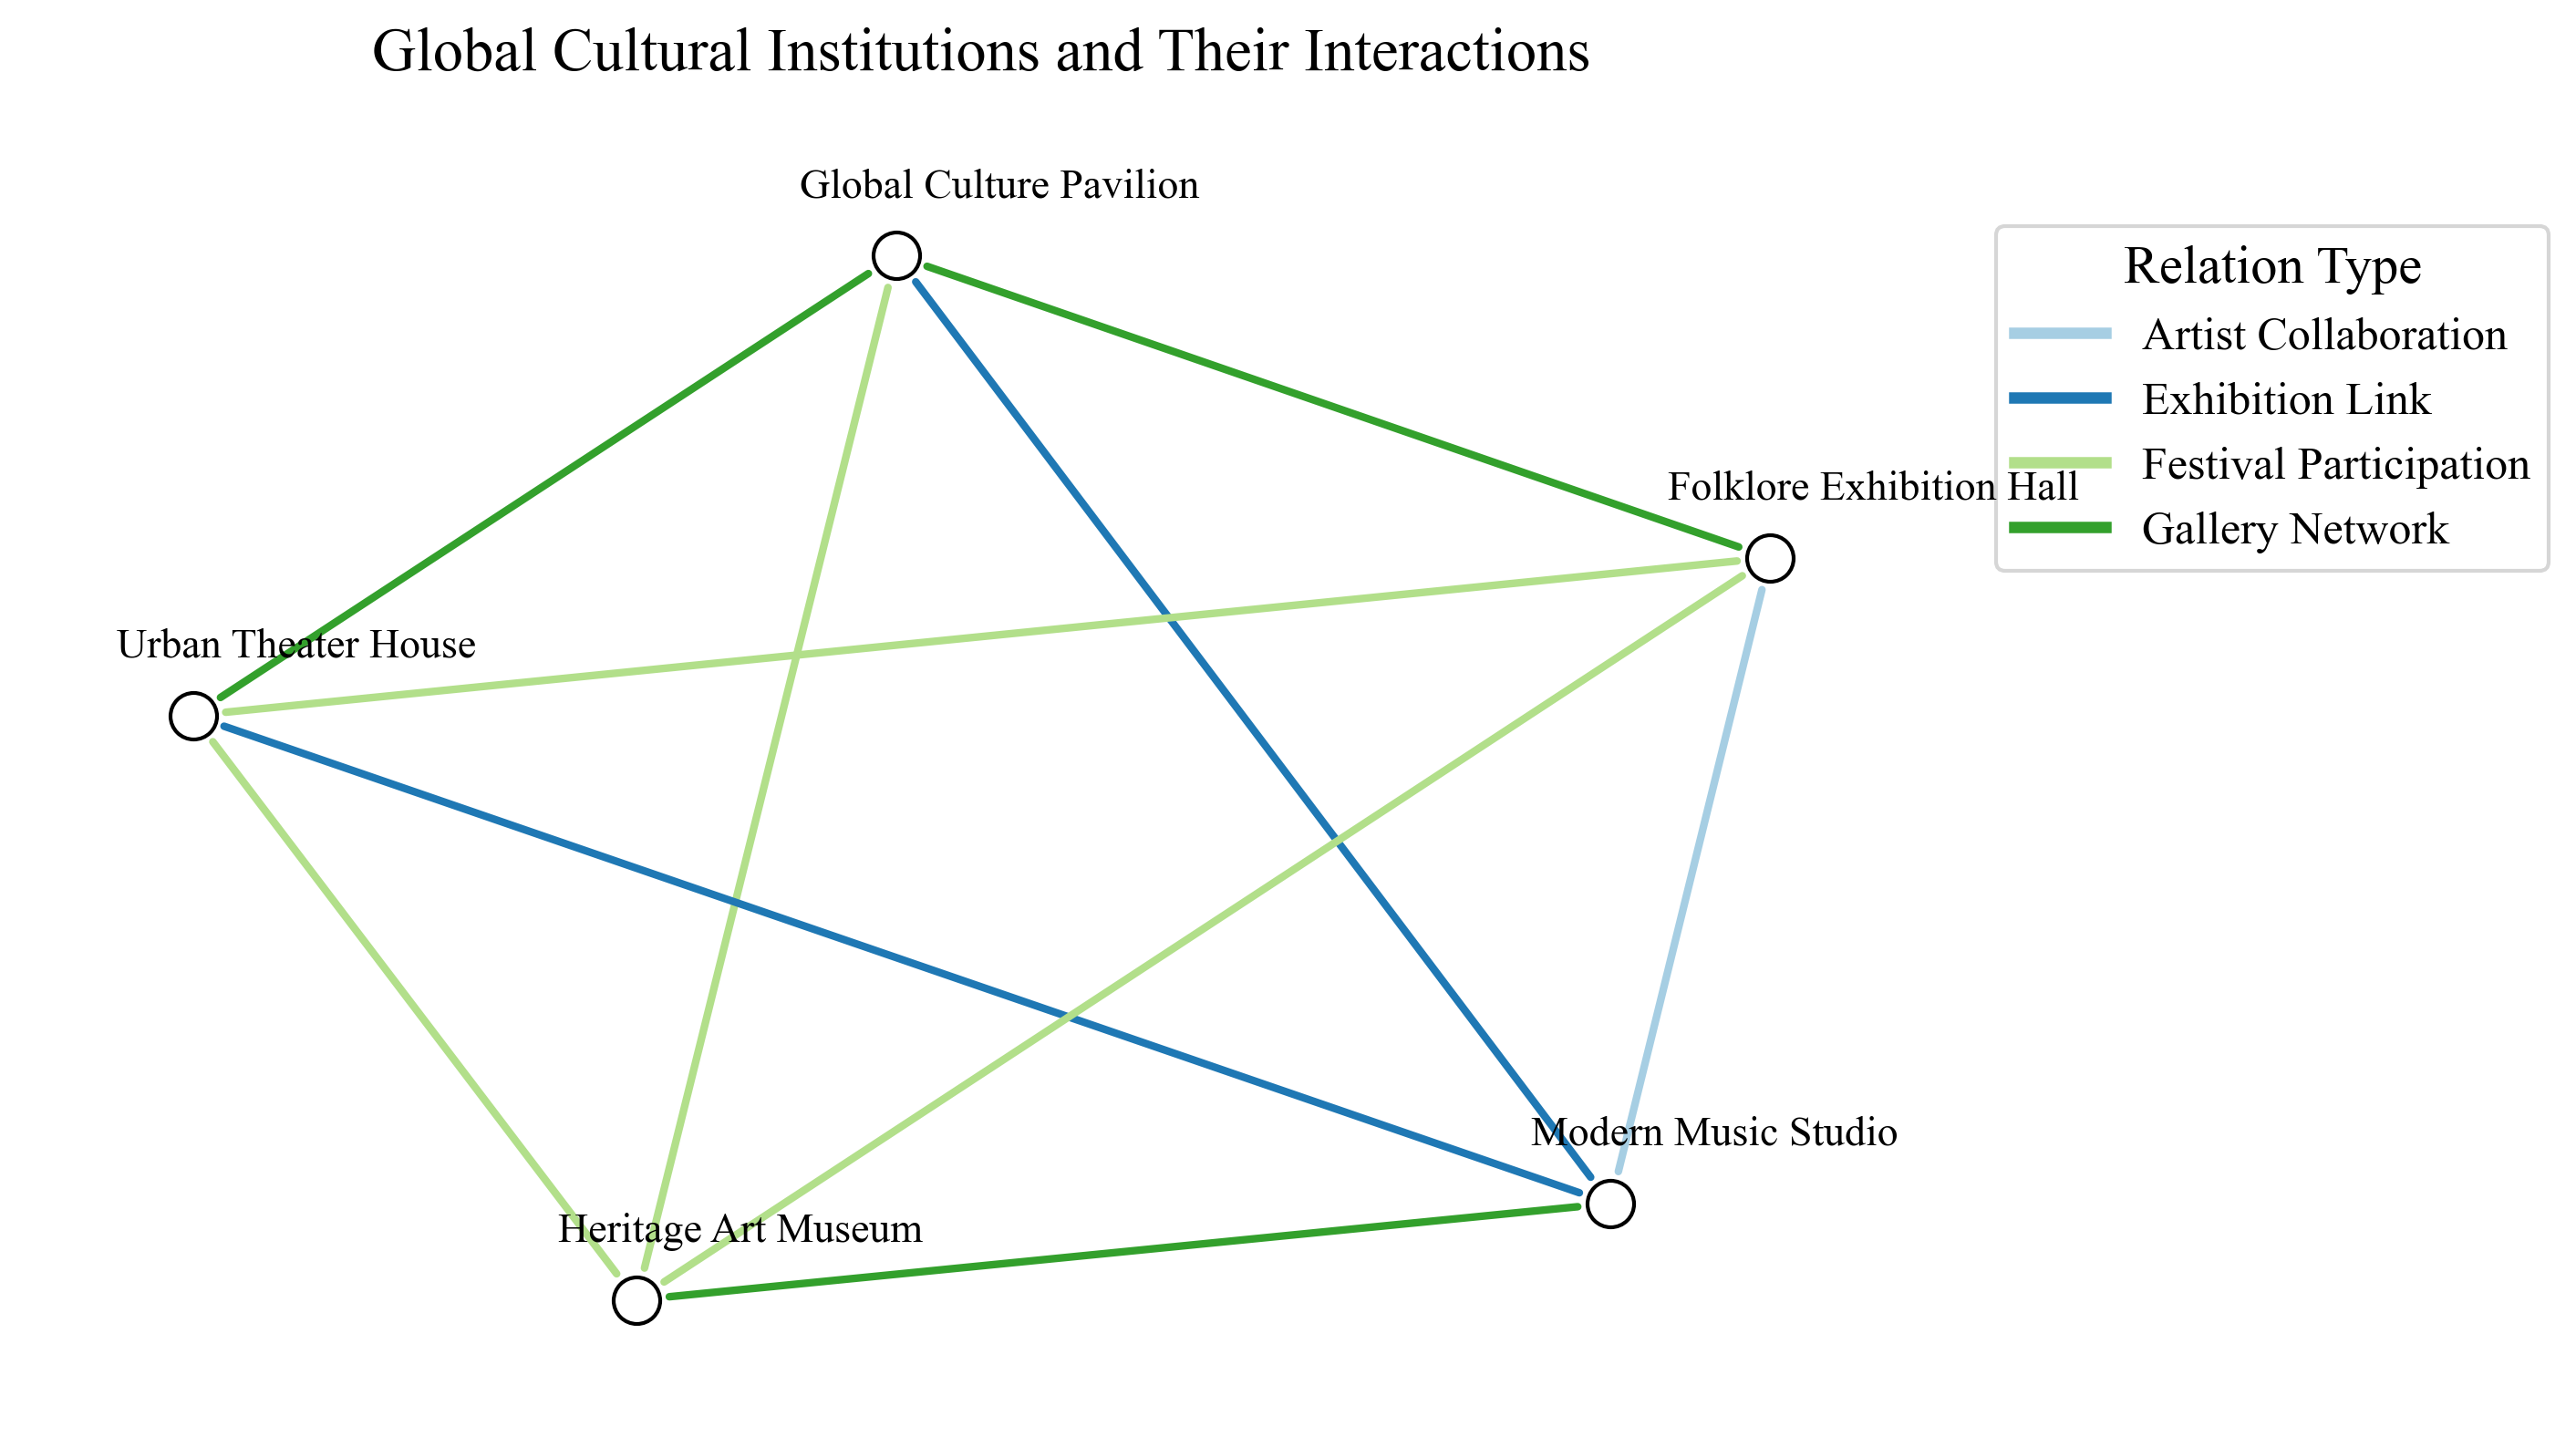 Global Cultural Institutions and Their Interactions
Global Culture Pavilion
Relation Type
Artist Collaboration
Exhibition Link
Festival Participation
Gallery Network
Folklore Exhibition Hall
Urban Theater House
Modern Music Studio
Heritage Art Museum